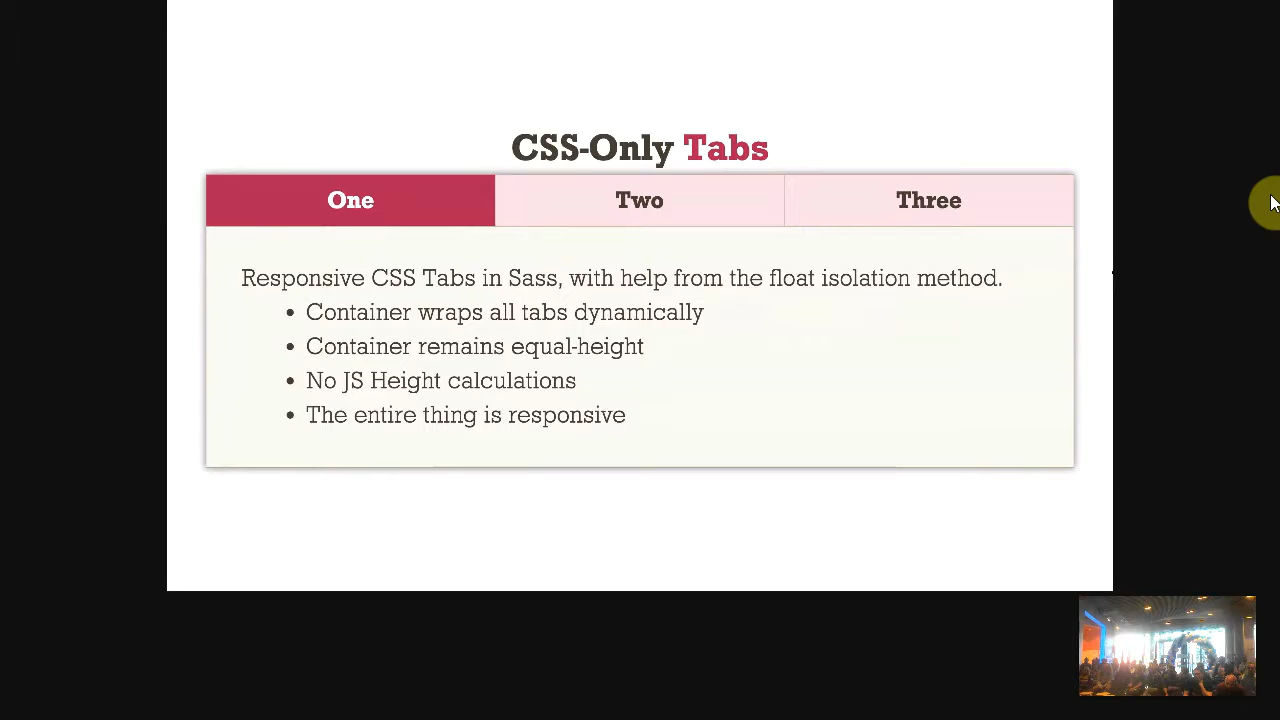 CSS-Only Tabs
One Two Three
Responsive CSS Tabs in Sass, with help from the float isolation method.
• Container wraps all tabs dynamically
• Container remains equal-height
• No JS Height calculations
• The entire thing is responsive